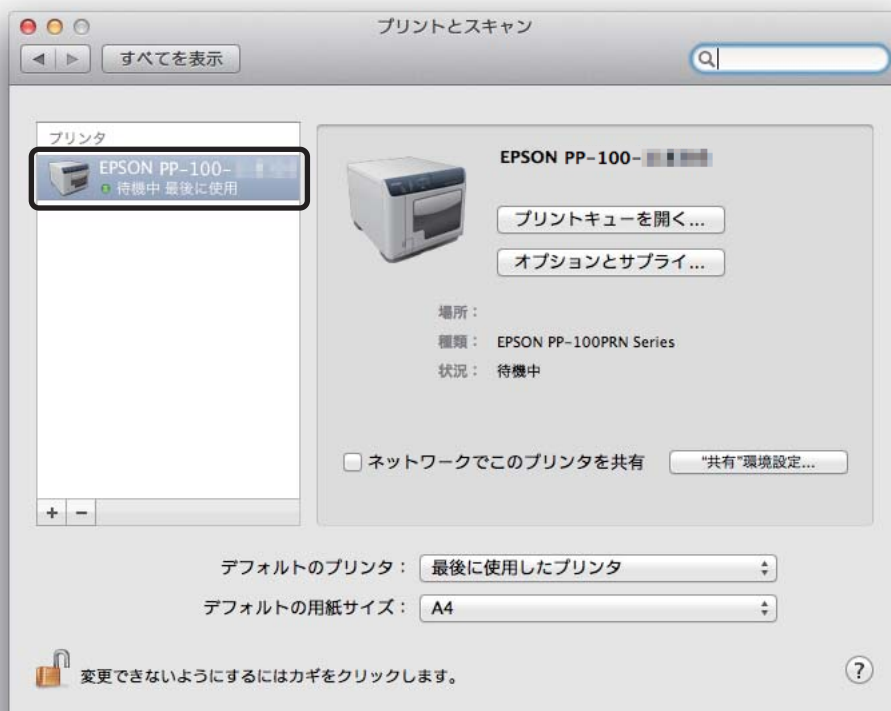 プリントとスキャン
すべてを表示
プリンタ
EPSON PP-100-
待機中 最後に使用
EPSON PP-100-
プリントキューを開く...
オプションとサプライ...
場所：
種類： EPSON PP-100PRN Series
状況： 待機中
ネットワークでこのプリンタを共有 "共有"環境設定...
+ −
デフォルトのプリンタ： 最後に使用したプリンタ
デフォルトの用紙サイズ： A4
変更できないようにするにはカギをクリックします。 ?